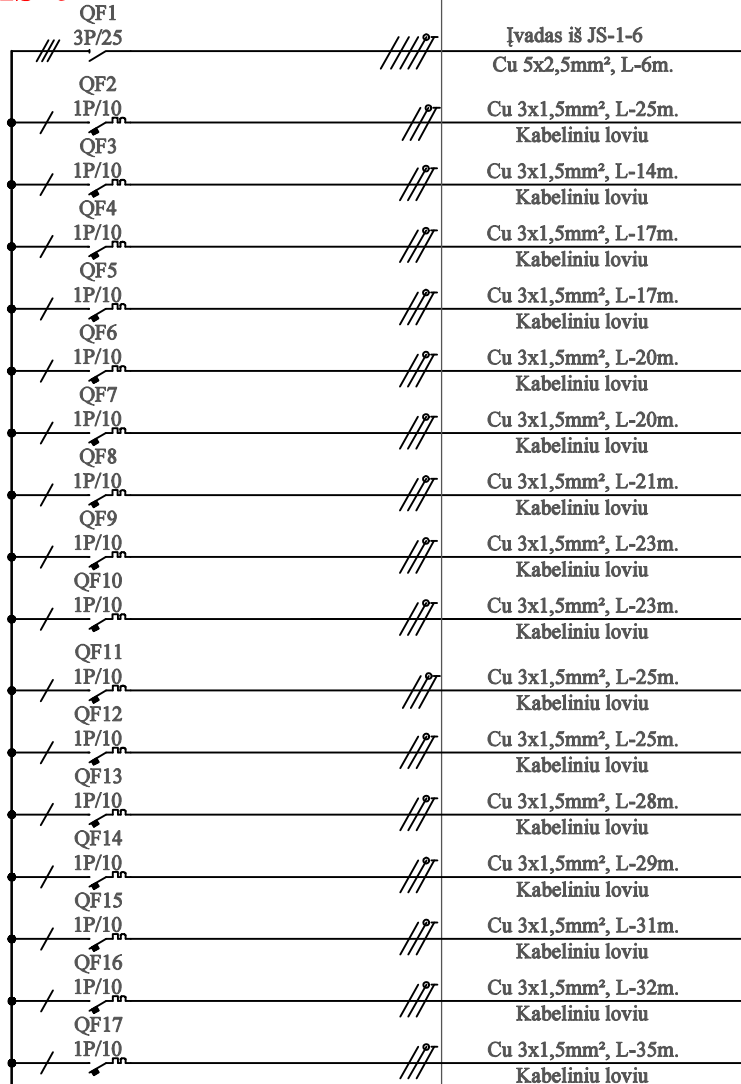 QF1
3P/25
Įvadas iš JS-1-6
Cu 5x2,5mm², L-6m.
QF2
1P/10
Cu 3x1,5mm², L-25m.
Kabeliniu loviu
QF3
1P/10
Cu 3x1,5mm², L-14m.
Kabeliniu loviu
QF4
1P/10
Cu 3x1,5mm², L-17m.
Kabeliniu loviu
QF5
1P/10
Cu 3x1,5mm², L-17m.
Kabeliniu loviu
QF6
1P/10
Cu 3x1,5mm², L-20m.
Kabeliniu loviu
QF7
1P/10
Cu 3x1,5mm², L-20m.
Kabeliniu loviu
QF8
1P/10
Cu 3x1,5mm², L-21m.
Kabeliniu loviu
QF9
1P/10
Cu 3x1,5mm², L-23m.
Kabeliniu loviu
QF10
1P/10
Cu 3x1,5mm², L-23m.
Kabeliniu loviu
QF11
1P/10
Cu 3x1,5mm², L-25m.
Kabeliniu loviu
QF12
1P/10
Cu 3x1,5mm², L-25m.
Kabeliniu loviu
QF13
1P/10
Cu 3x1,5mm², L-28m.
Kabeliniu loviu
QF14
1P/10
Cu 3x1,5mm², L-29m.
Kabeliniu loviu
QF15
1P/10
Cu 3x1,5mm², L-31m.
Kabeliniu loviu
QF16
1P/10
Cu 3x1,5mm², L-32m.
Kabeliniu loviu
QF17
1P/10
Cu 3x1,5mm², L-35m.
Kabeliniu loviu